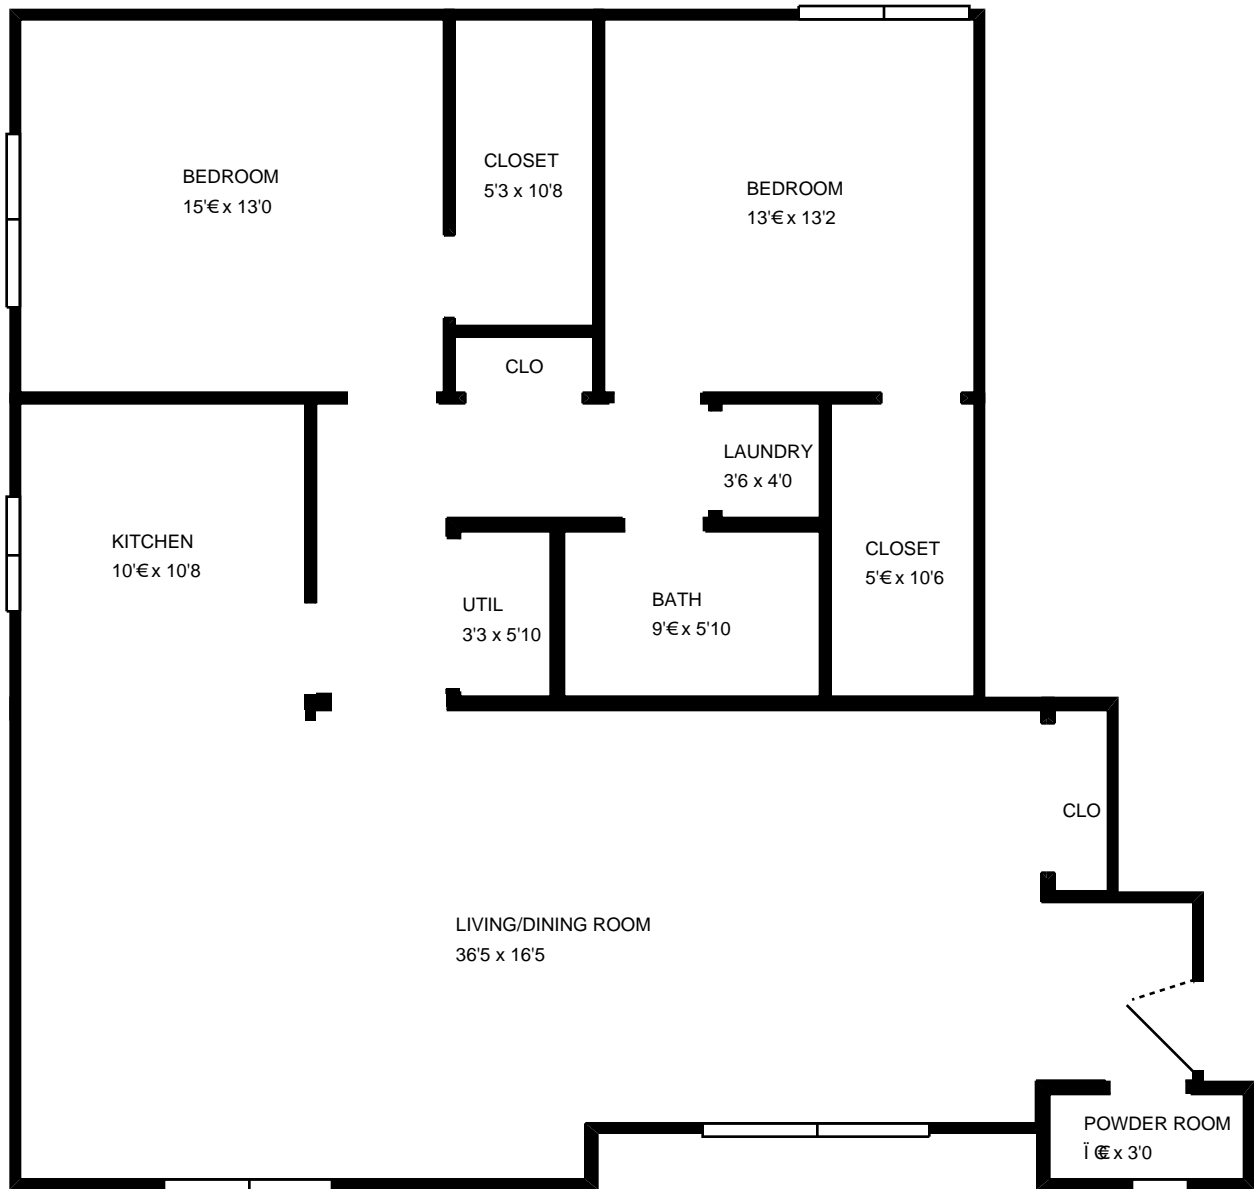 CLOSET
5'3 x 10'8
BEDROOM
15'€ x 13'0
BEDROOM
13'€ x 13'2
CLO
LAUNDRY
3'6 x 4'0
KITCHEN
10'€ x 10'8
CLOSET
5'€ x 10'6
UTIL
3'3 x 5'10
BATH
9'€ x 5'10
CLO
LIVING/DINING ROOM
36'5 x 16'5
POWDER ROOM
x 3'0